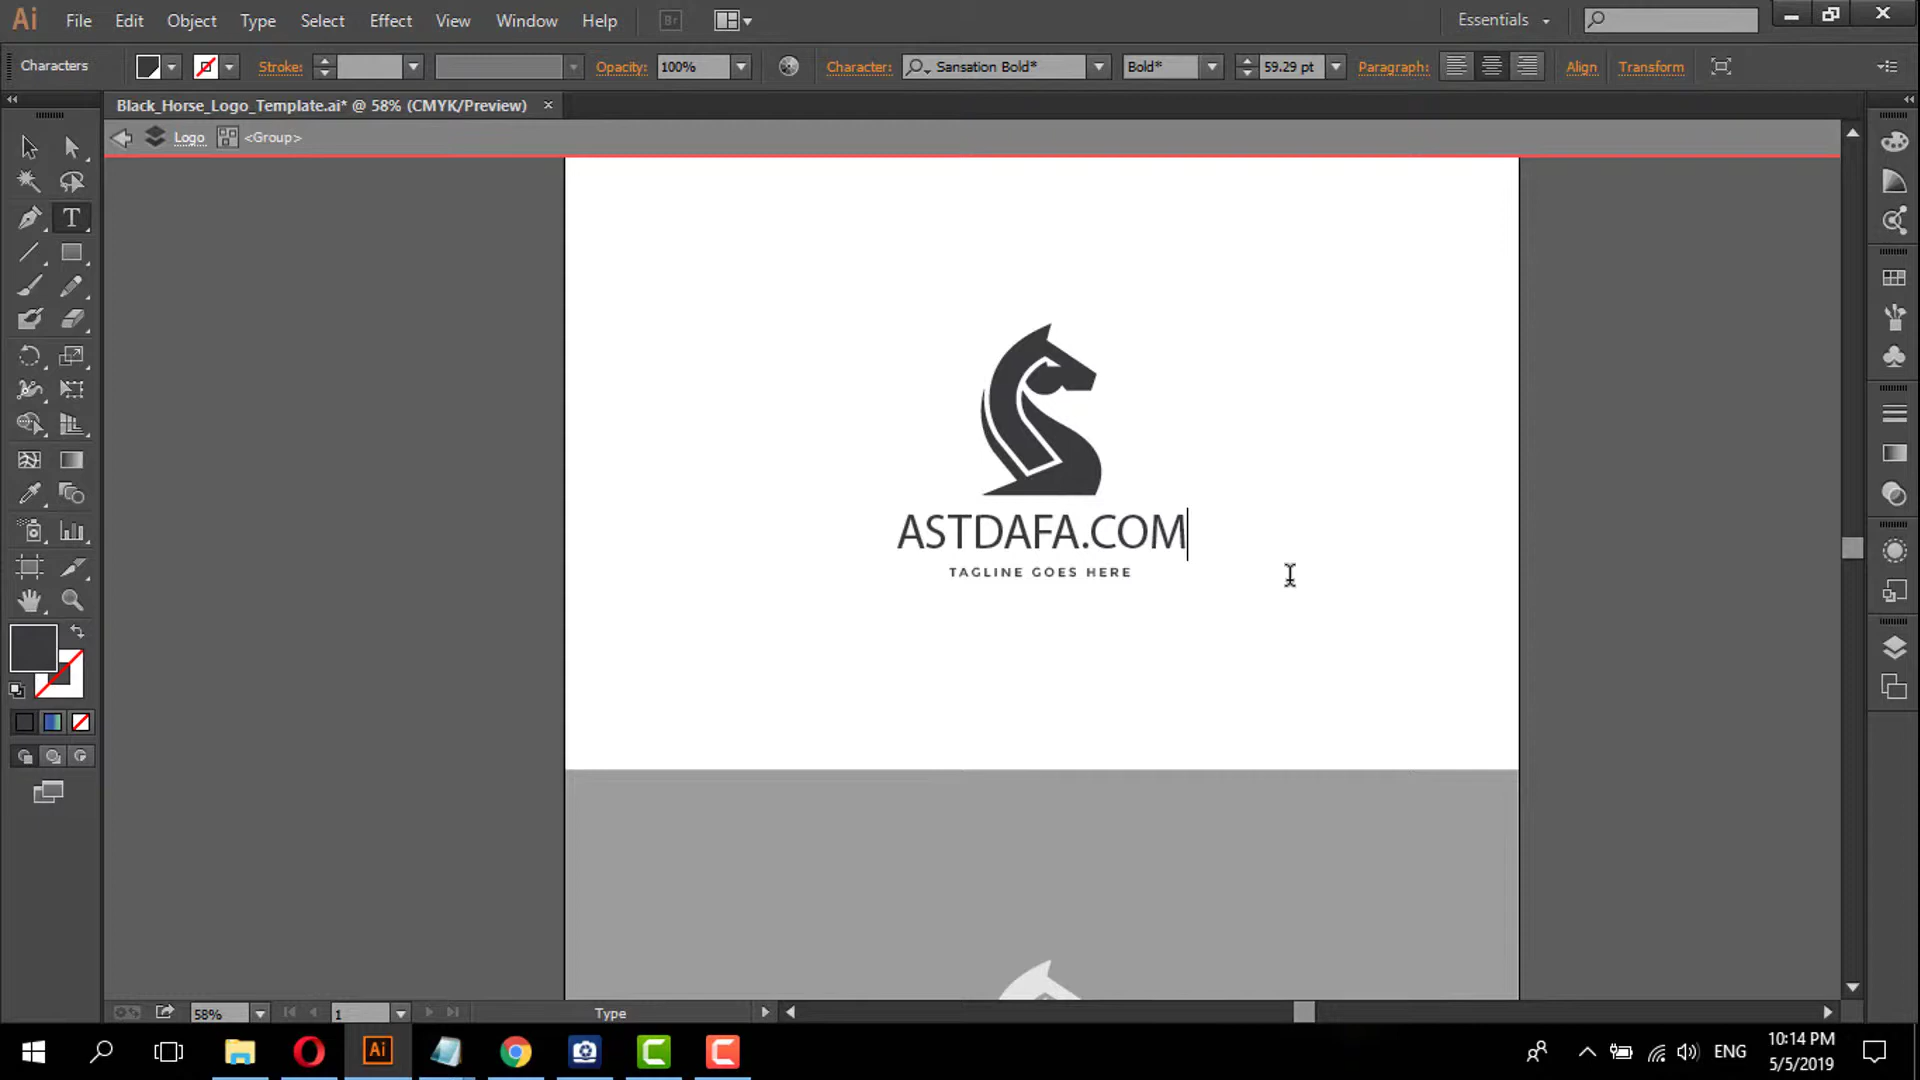 Ai File Edit Object Type Select Effect View Window Help Br Essentials
Characters Stroke: Opacity: 100% Character: Sansation Bold* Bold* 59.29 pt Paragraph: Align Transform
Black_Horse_Logo_Template.ai* @ 58% (CMYK/Preview) ×
Logo <Group>
T
ASTDAFA.COM
TAGLINE GOES HERE
58% 1 Type
Ai ENG 10:14 PM
5/5/2019